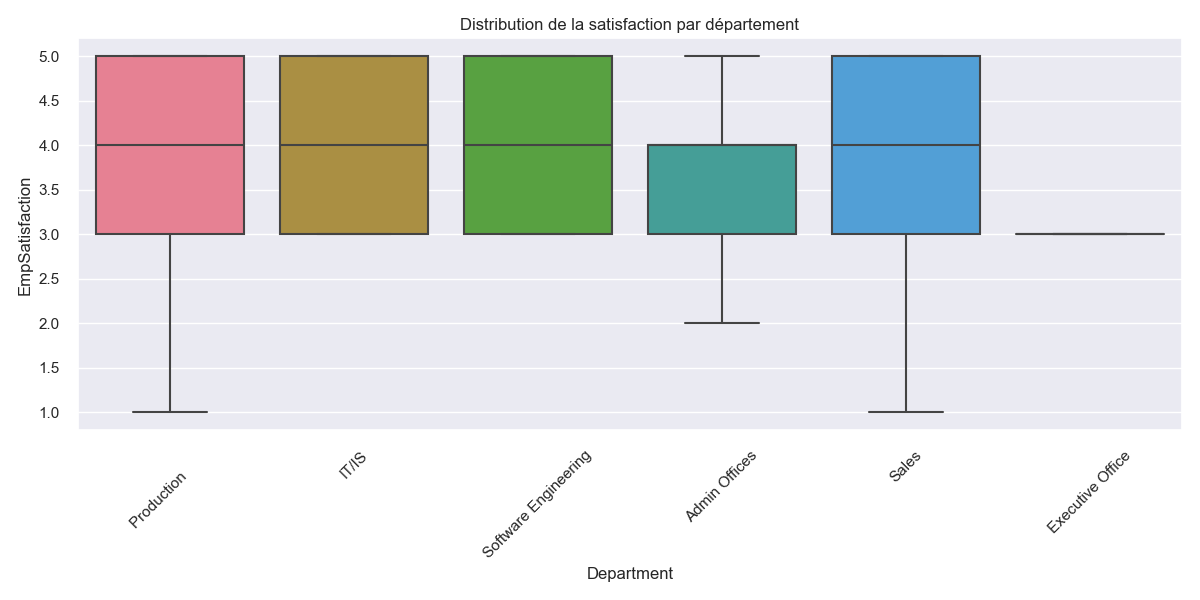 Distribution de la satisfaction par département
EmpSatisfaction
5.0
4.5
4.0
3.5
3.0
2.5
2.0
1.5
1.0
Production
IT/IS
Software Engineering
Admin Offices
Sales
Executive Office
Department